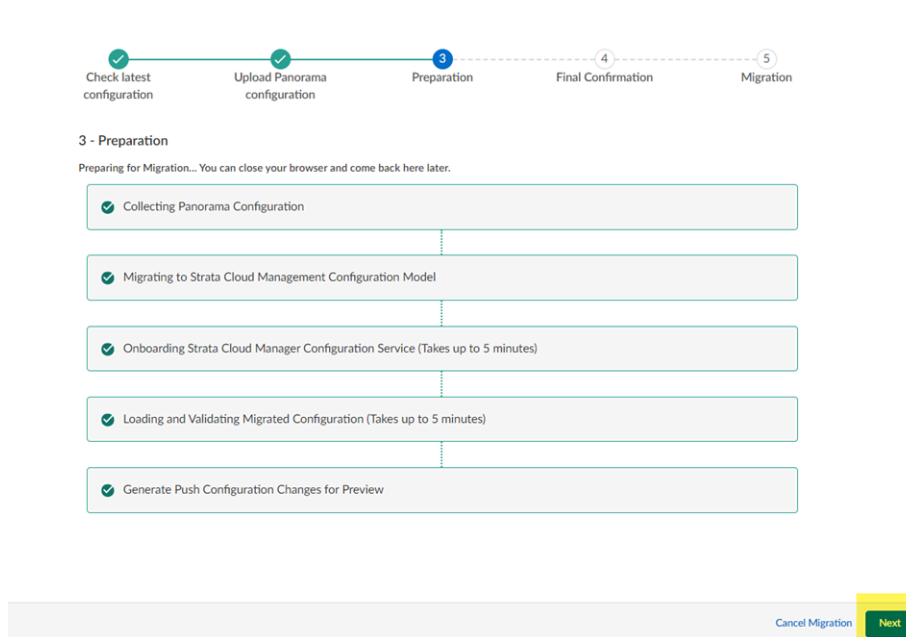 3
4
5
Check latest
configuration
Upload Panorama
configuration
Preparation
Final Confirmation
Migration
3 - Preparation
Preparing for Migration... You can close your browser and come back here later.
Collecting Panorama Configuration
Migrating to Strata Cloud Management Configuration Model
Onboarding Strata Cloud Manager Configuration Service (Takes up to 5 minutes)
Loading and Validating Migrated Configuration (Takes up to 5 minutes)
Generate Push Configuration Changes for Preview
Cancel Migration
Next